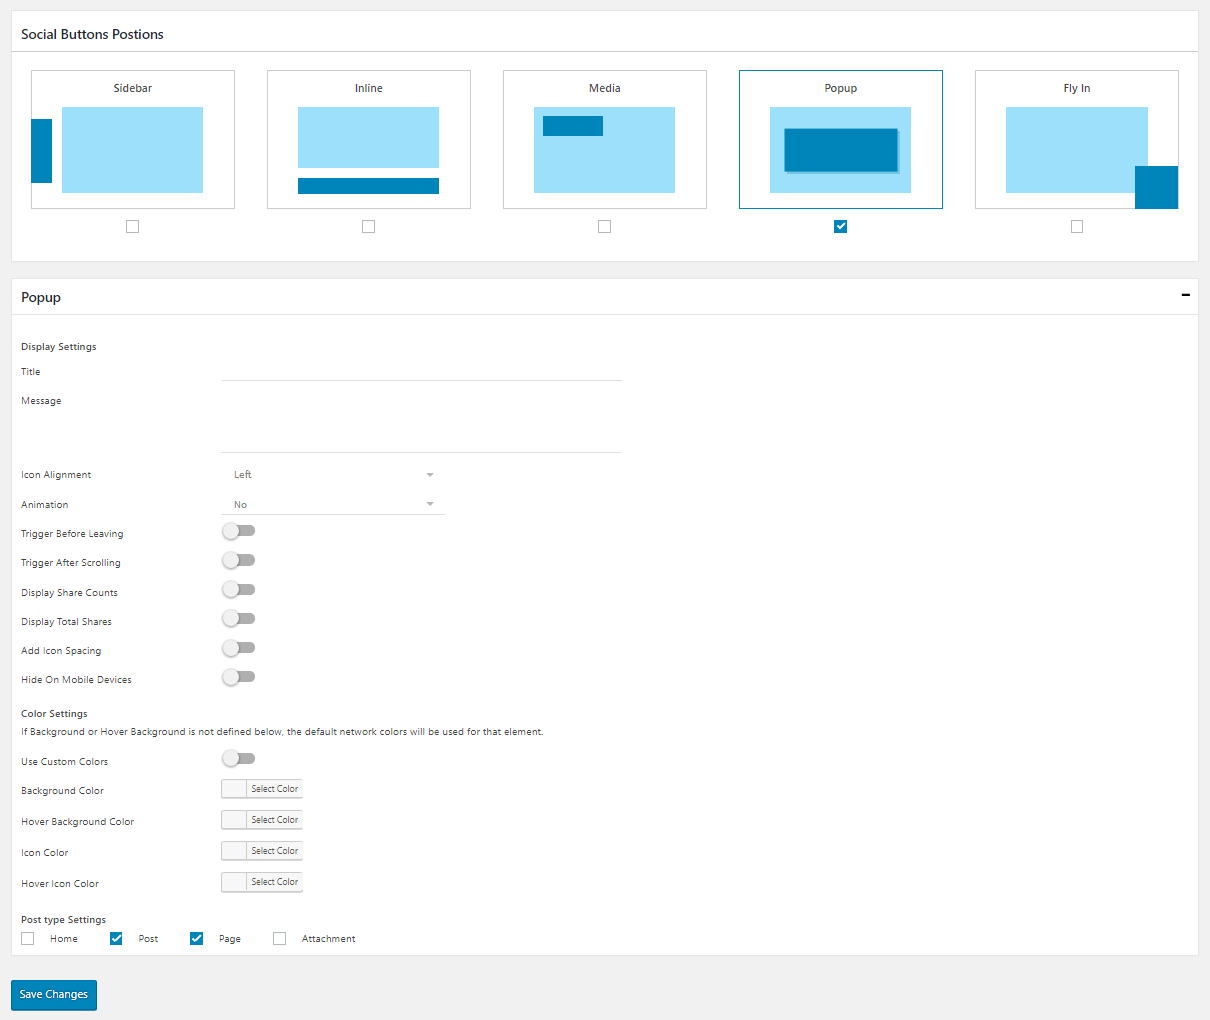 Social Buttons Postions
Sidebar
Inline
Media
Popup
Fly In
Popup
Display Settings
Title
Message
Icon Alignment
Left
Animation
No
Trigger Before Leaving
Trigger After Scrolling
Display Share Counts
Display Total Shares
Add Icon Spacing
Hide On Mobile Devices
Color Settings
If Background or Hover Background is not defined below, the default network colors will be used for that element.
Use Custom Colors
Background Color
Select Color
Hover Background Color
Select Color
Icon Color
Select Color
Hover Icon Color
Select Color
Post type Settings
Home
Post
Page
Attachment
Save Changes